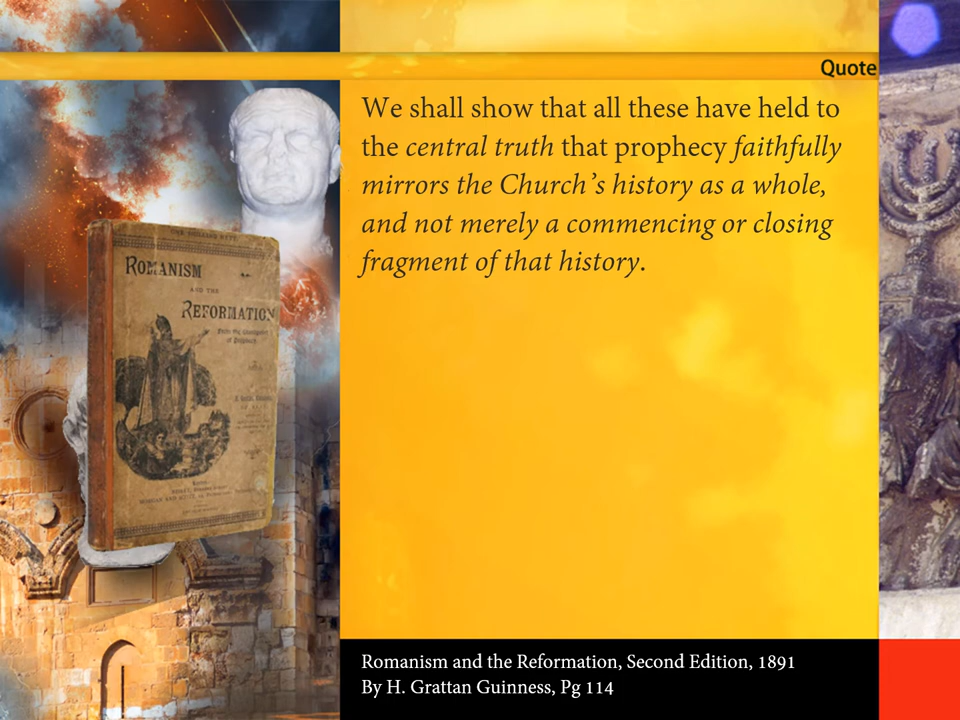 Quote
We shall show that all these have held to
the central truth that prophecy faithfully
mirrors the Church’s history as a whole,
and not merely a commencing or closing
fragment of that history.
ROMANISM
AND THE
REFORMATION
Romanism and the Reformation, Second Edition, 1891
By H. Grattan Guinness, Pg 114